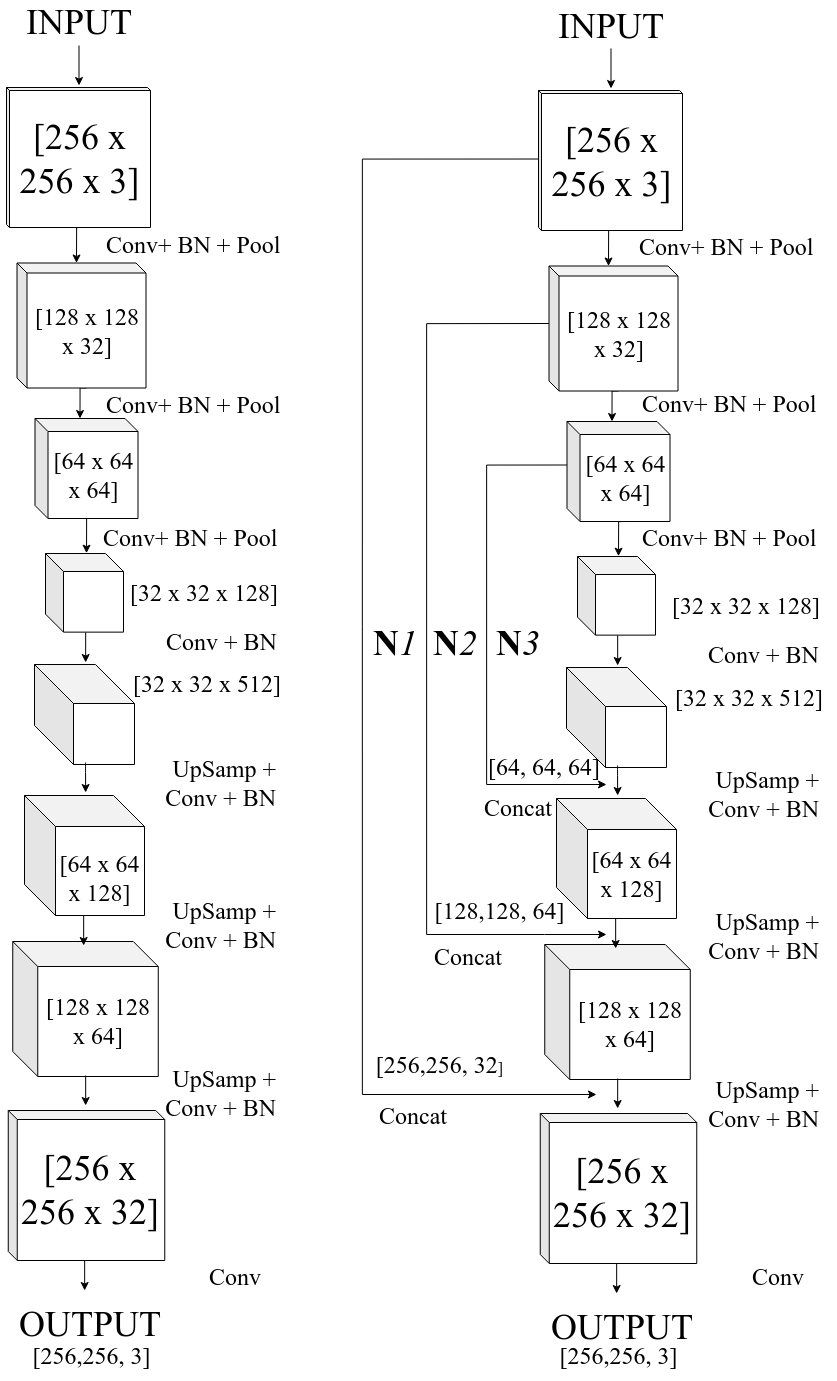 INPUT
[256 x
256 x 3]
Conv+ BN + Pool
[128 x 128
x 32]
Conv+ BN + Pool
[64 x 64
x 64]
Conv+ BN + Pool
[32 x 32 x 128]
Conv + BN
[32 x 32 x 512]
UpSamp +
Conv + BN
[64 x 64
x 128]
UpSamp +
Conv + BN
[128 x 128
x 64]
UpSamp +
Conv + BN
[256 x
256 x 32]
Conv
OUTPUT
[256,256, 3]
INPUT
[256 x
256 x 3]
Conv+ BN + Pool
[128 x 128
x 32]
Conv+ BN + Pool
[64 x 64
x 64]
Conv+ BN + Pool
[32 x 32 x 128]
N1 N2 N3
Conv + BN
[32 x 32 x 512]
[64, 64, 64]
Concat
UpSamp +
Conv + BN
[64 x 64
x 128]
[128,128, 64]
Concat
UpSamp +
Conv + BN
[128 x 128
x 64]
[256,256, 32]
Concat
UpSamp +
Conv + BN
[256 x
256 x 32]
Conv
OUTPUT
[256,256, 3]